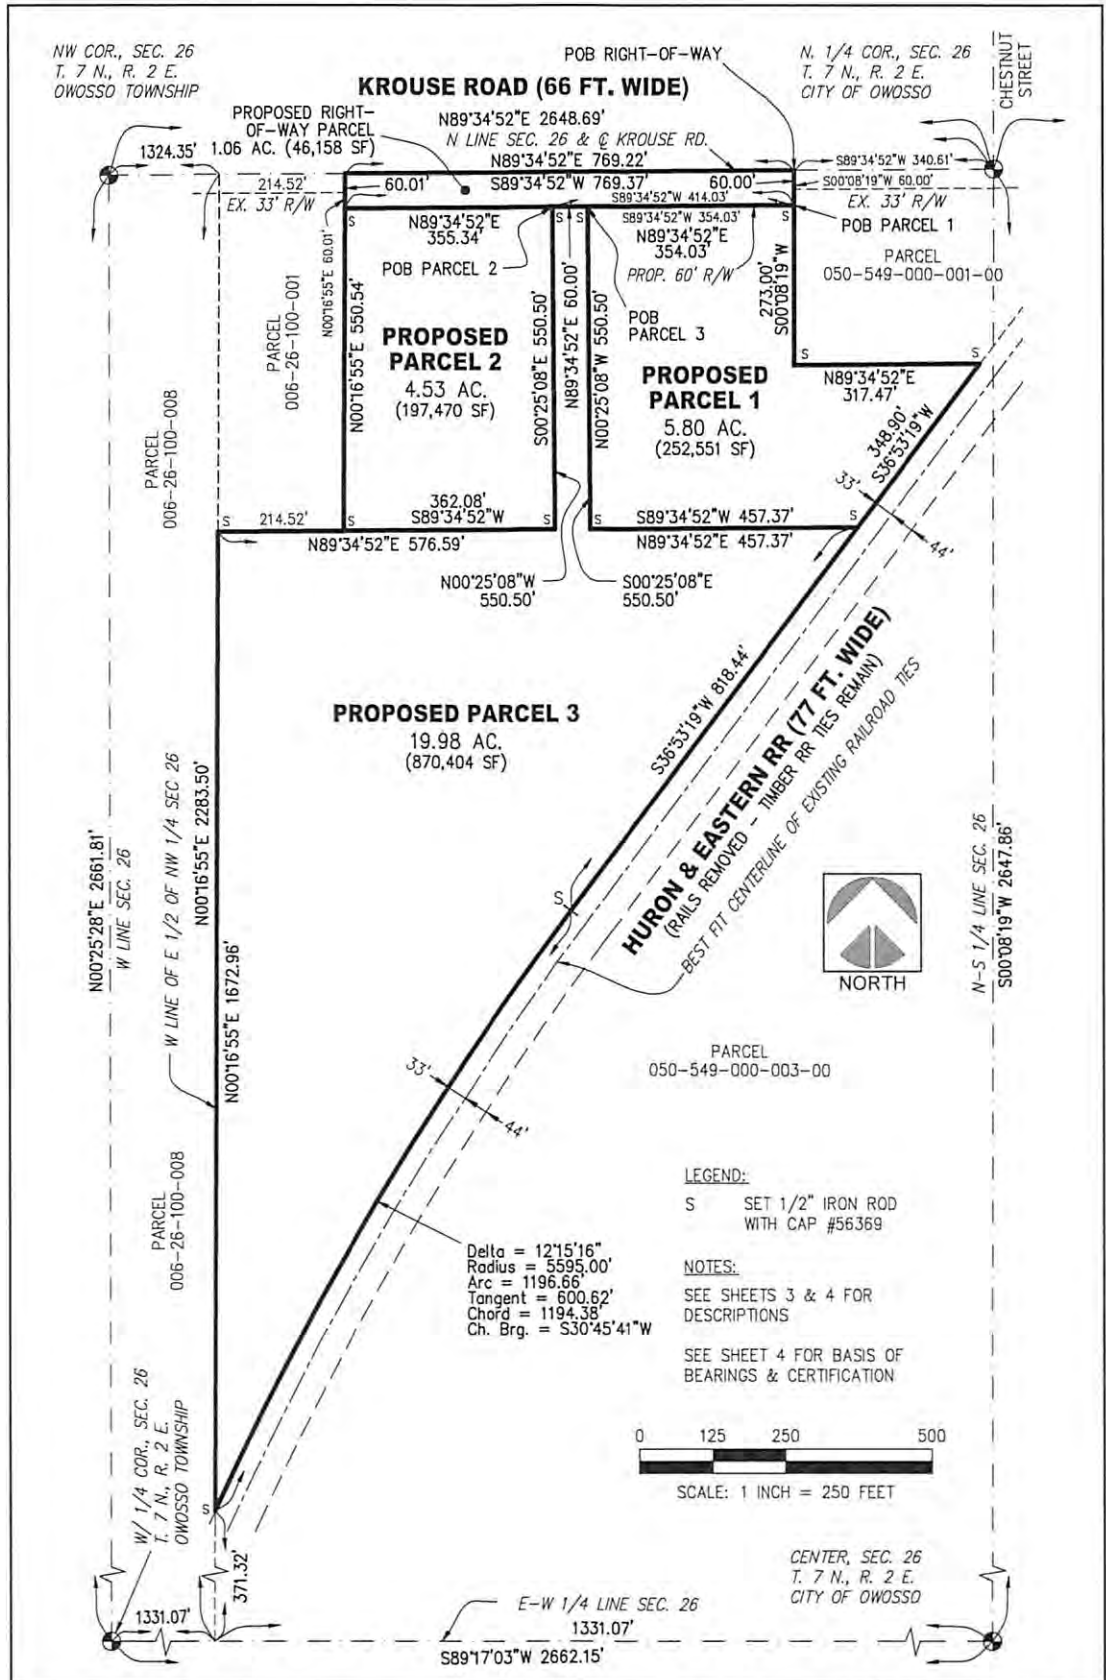 NW COR., SEC. 26
T. 7 N., R. 2 E.
OWOSSO TOWNSHIP
POB RIGHT-OF-WAY
N. 1/4 COR., SEC. 26
T. 7 N., R. 2 E.
CITY OF OWOSSO
CHESTNUT
STREET
KROUSE ROAD (66 FT. WIDE)
N89°34'52"E 2648.69'
N LINE SEC. 26 & ℄ KROUSE RD.
PROPOSED RIGHT-
OF-WAY PARCEL
1.06 AC. (46,158 SF)
1324.35'
N89°34'52"E 769.22'
S89°34'52"W 340.61'
214.52'
60.01'
S89°34'52"W 769.37'
60.00'
S00°08'19"W 60.00'
EX. 33' R/W
S89°34'52"W 414.03'
EX. 33' R/W
S
N89°34'52"E
355.34'
S
S
S89°34'52"W 354.03'
S
N89°34'52"E
354.03'
POB PARCEL 1
N00°16'55"E 60.01'
POB PARCEL 2
PROP. 60' R/W
PARCEL
050-549-000-001-00
273.00'
S00°08'19"W
POB
PARCEL 3
PARCEL
006-26-100-001
N00°16'55"E 550.54'
PROPOSED
PARCEL 2
4.53 AC.
(197,470 SF)
S00°25'08"E 550.50'
N89°34'52"E 60.00'
N00°25'08"W 550.50'
PROPOSED
PARCEL 1
5.80 AC.
(252,551 SF)
S
S
N89°34'52"E
317.47'
348.90'
S36°53'19"W
PARCEL
006-26-100-008
33'
44'
S
214.52'
362.08'
S89°34'52"W
S
S
S89°34'52"W 457.37'
S
N89°34'52"E 576.59'
N89°34'52"E 457.37'
N00°25'08"W
550.50'
S00°25'08"E
550.50'
PROPOSED PARCEL 3
19.98 AC.
(870,404 SF)
S36°53'19"W 818.44'
HURON & EASTERN RR (77 FT. WIDE)
(RAILS REMOVED - TIMBER RR TIES REMAIN)
BEST FIT CENTERLINE OF EXISTING RAILROAD TIES
N00°25'28"E 2661.81'
W LINE SEC. 26
W LINE OF E 1/2 OF NW 1/4 SEC 26
N00°16'55"E 2283.50'
N00°16'55"E 1672.96'
S
N-S 1/4 LINE SEC. 26
S00°08'19"W 2647.86'
NORTH
PARCEL
050-549-000-003-00
33'
44'
PARCEL
006-26-100-008
LEGEND:
S SET 1/2" IRON ROD
WITH CAP #56369
Delta = 12°15'16"
Radius = 5595.00'
Arc = 1196.66'
Tangent = 600.62'
Chord = 1194.38'
Ch. Brg. = S30°45'41"W
NOTES:
SEE SHEETS 3 & 4 FOR
DESCRIPTIONS
SEE SHEET 4 FOR BASIS OF
BEARINGS & CERTIFICATION
0 125 250 500
SCALE: 1 INCH = 250 FEET
S
W/ 1/4 COR., SEC. 26
T. 7 N., R. 2 E.
OWOSSO TOWNSHIP
371.32'
CENTER, SEC. 26
T. 7 N., R. 2 E.
CITY OF OWOSSO
E-W 1/4 LINE SEC. 26
1331.07'
1331.07'
S89°17'03"W 2662.15'